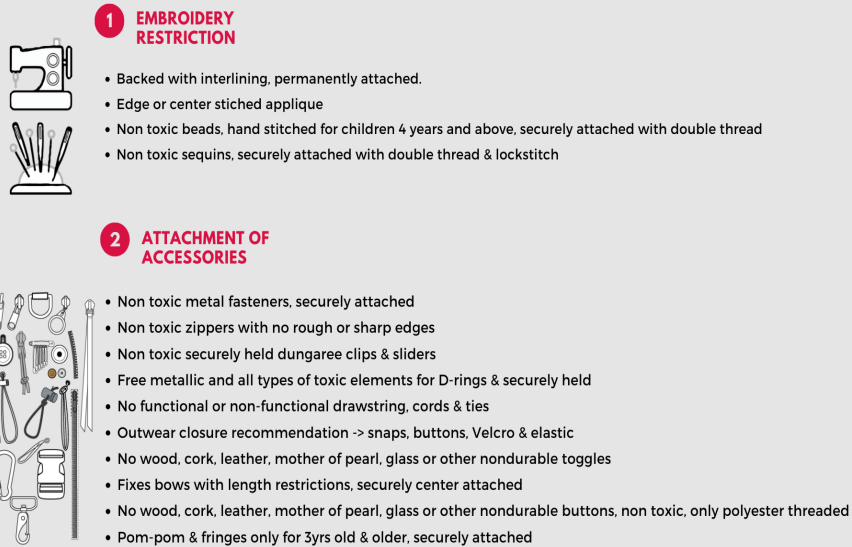 1 EMBROIDERY
RESTRICTION
• Backed with interlining, permanently attached.
• Edge or center stiched applique
• Non toxic beads, hand stitched for children 4 years and above, securely attached with double thread
• Non toxic sequins, securely attached with double thread & lockstitch
2 ATTACHMENT OF
ACCESSORIES
• Non toxic metal fasteners, securely attached
• Non toxic zippers with no rough or sharp edges
• Non toxic securely held dungaree clips & sliders
• Free metallic and all types of toxic elements for D-rings & securely held
• No functional or non-functional drawstring, cords & ties
• Outwear closure recommendation -> snaps, buttons, Velcro & elastic
• No wood, cork, leather, mother of pearl, glass or other nondurable toggles
• Fixes bows with length restrictions, securely center attached
• No wood, cork, leather, mother of pearl, glass or other nondurable buttons, non toxic, only polyester threaded
• Pom-pom & fringes only for 3yrs old & older, securely attached